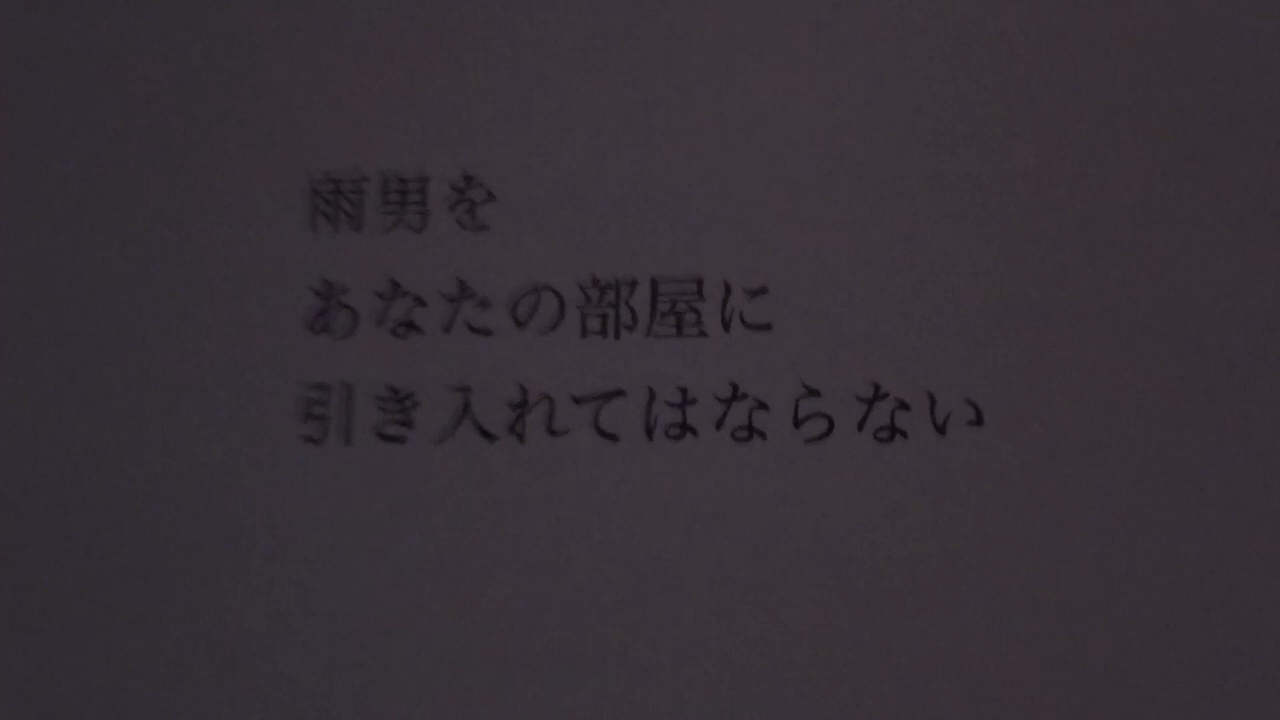 雨男を
あなたの部屋に
引き入れてはならない